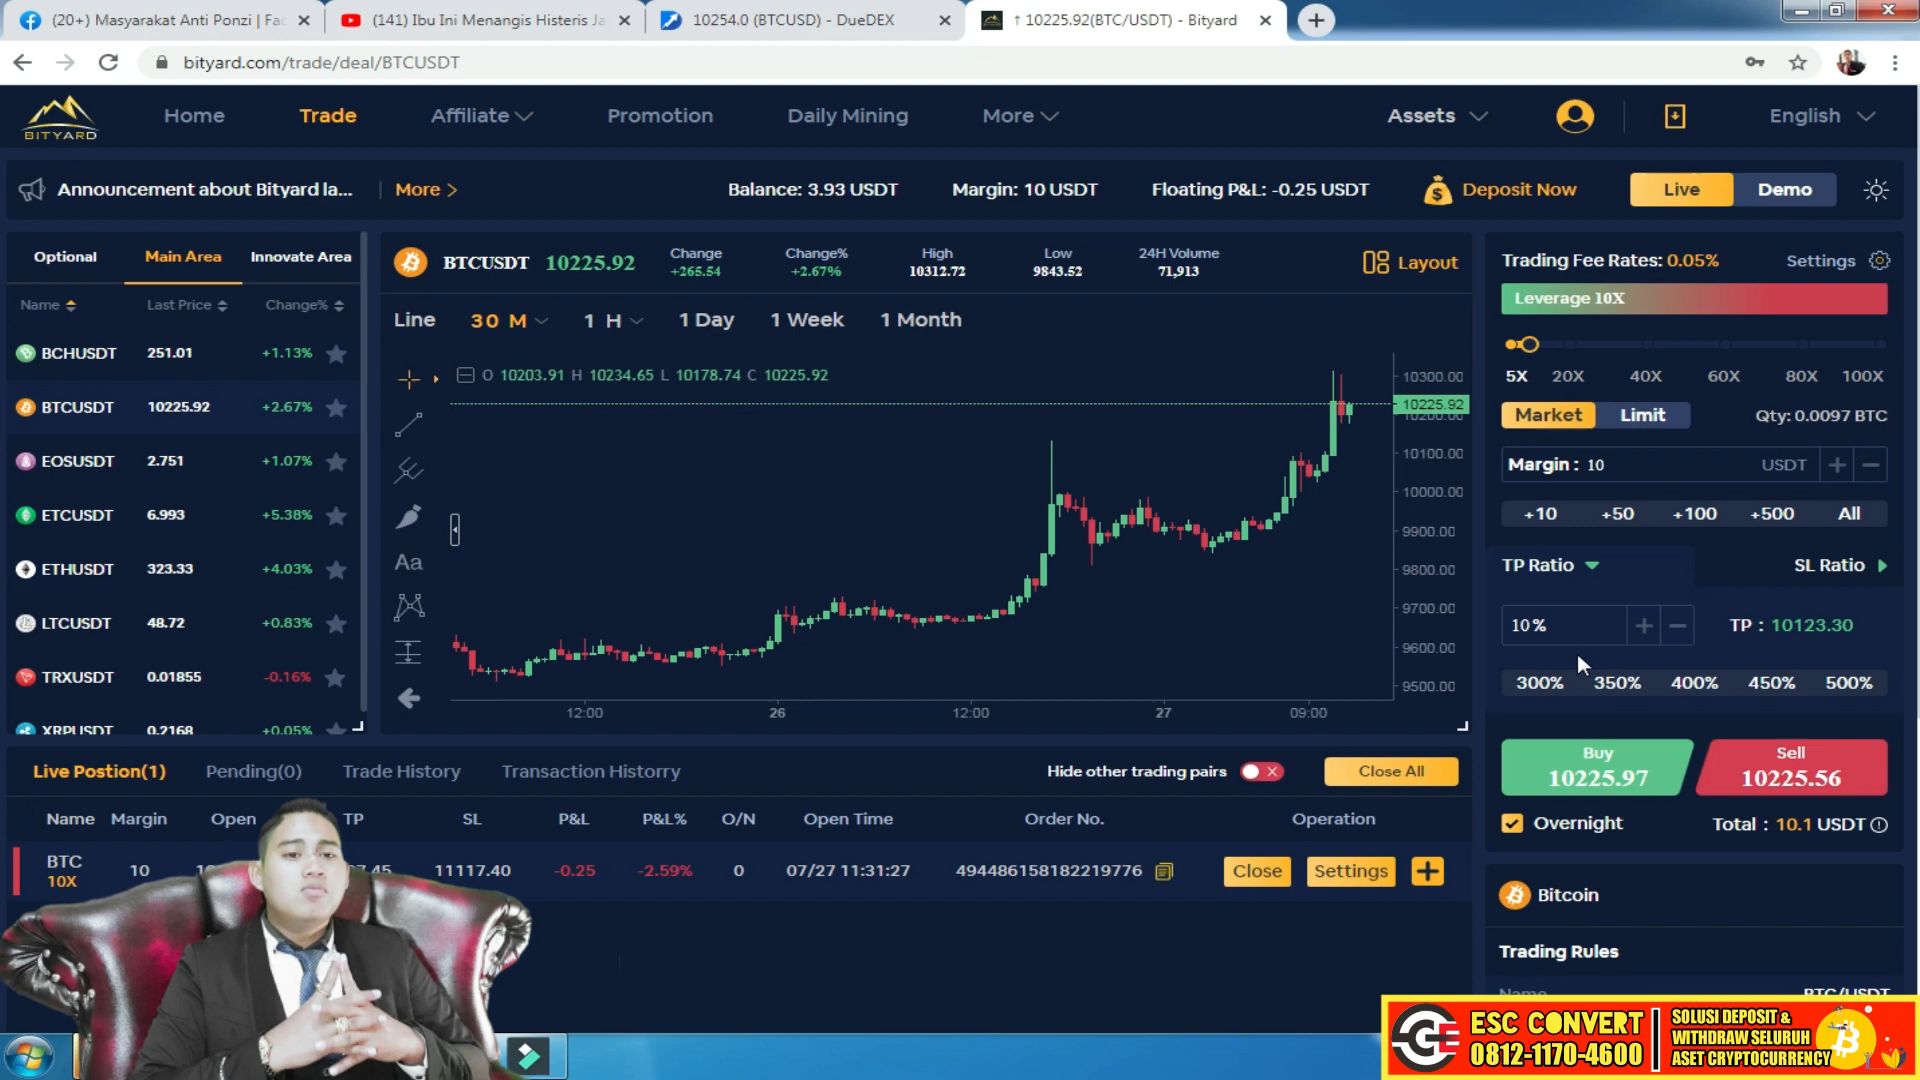 (20+) Masyarakat Anti Ponzi | Fac
(141) Ibu Ini Menangis Histeris Ja
10254.0 (BTCUSD) - DueDEX
↑ 10225.92(BTC/USDT) - Bityard
bityard.com/trade/deal/BTCUSDT
BITYARD
Home
Trade
Affiliate
Promotion
Daily Mining
More
Assets
English
Announcement about Bityard la...
More >
Balance: 3.93 USDT
Margin: 10 USDT
Floating P&L: -0.25 USDT
Deposit Now
Live
Demo
Optional
Main Area
Innovate Area
Name
Last Price
Change%
BCHUSDT 251.01 +1.13%
BTCUSDT 10225.92 +2.67%
EOSUSDT 2.751 +1.07%
ETCUSDT 6.993 +5.38%
ETHUSDT 323.33 +4.03%
LTCUSDT 48.72 +0.83%
TRXUSDT 0.01855 -0.16%
XRPUSDT 0.2168 +0.05%
BTCUSDT 10225.92
Change
+265.54
Change%
+2.67%
High
10312.72
Low
9843.52
24H Volume
71,913
Layout
Line
30 M
1 H
1 Day
1 Week
1 Month
O 10203.91 H 10234.65 L 10178.74 C 10225.92
Aa
10300.00
10225.92
10200.00
10100.00
10000.00
9900.00
9800.00
9700.00
9600.00
9500.00
12:00
26
12:00
27
09:00
Trading Fee Rates: 0.05%
Settings
Leverage 10X
5X 20X 40X 60X 80X 100X
Market
Limit
Qty: 0.0097 BTC
Margin : 10
USDT
+10 +50 +100 +500 All
TP Ratio
SL Ratio
10%
TP : 10123.30
300% 350% 400% 450% 500%
Buy
10225.97
Sell
10225.56
Overnight
Total : 10.1 USDT
Bitcoin
Trading Rules
Name
BTC/USDT
Live Postion(1)
Pending(0)
Trade History
Transaction Historry
Hide other trading pairs
Close All
Name Margin Open TP SL P&L P&L% O/N Open Time Order No. Operation
BTC
10X
10
11117.40 -0.25 -2.59% 0 07/27 11:31:27 494486158182219776
Close
Settings
ESC CONVERT
0812-1170-4600
SOLUSI DEPOSIT &
WITHDRAW SELURUH
ASET CRYPTOCURRENCY